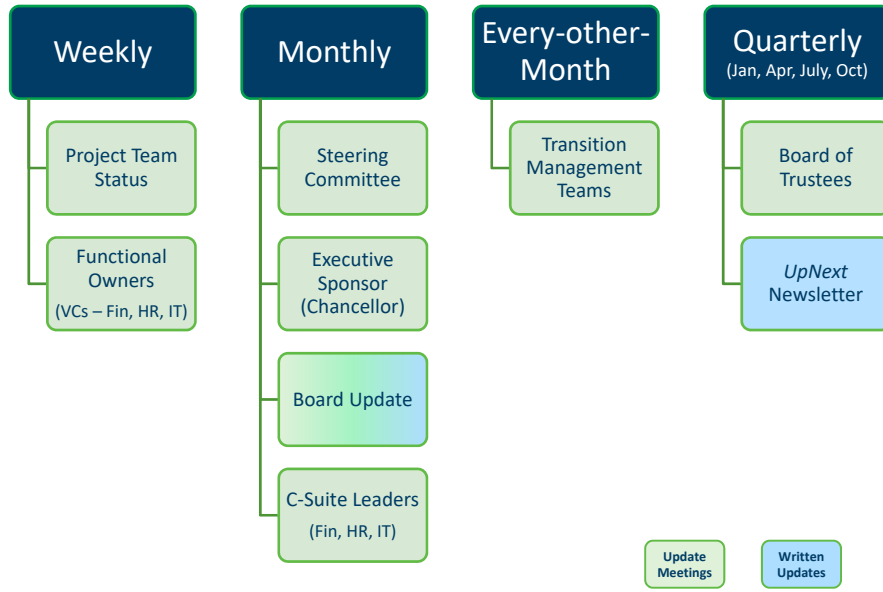 Weekly
Project Team
Status
Functional
Owners
(VCs – Fin, HR, IT)
Monthly
Steering
Committee
Executive
Sponsor
(Chancellor)
Board Update
C-Suite Leaders
(Fin, HR, IT)
Every-other-
Month
Transition
Management
Teams
Quarterly
(Jan, Apr, July, Oct)
Board of
Trustees
UpNext
Newsletter
Update
Meetings
Written
Updates